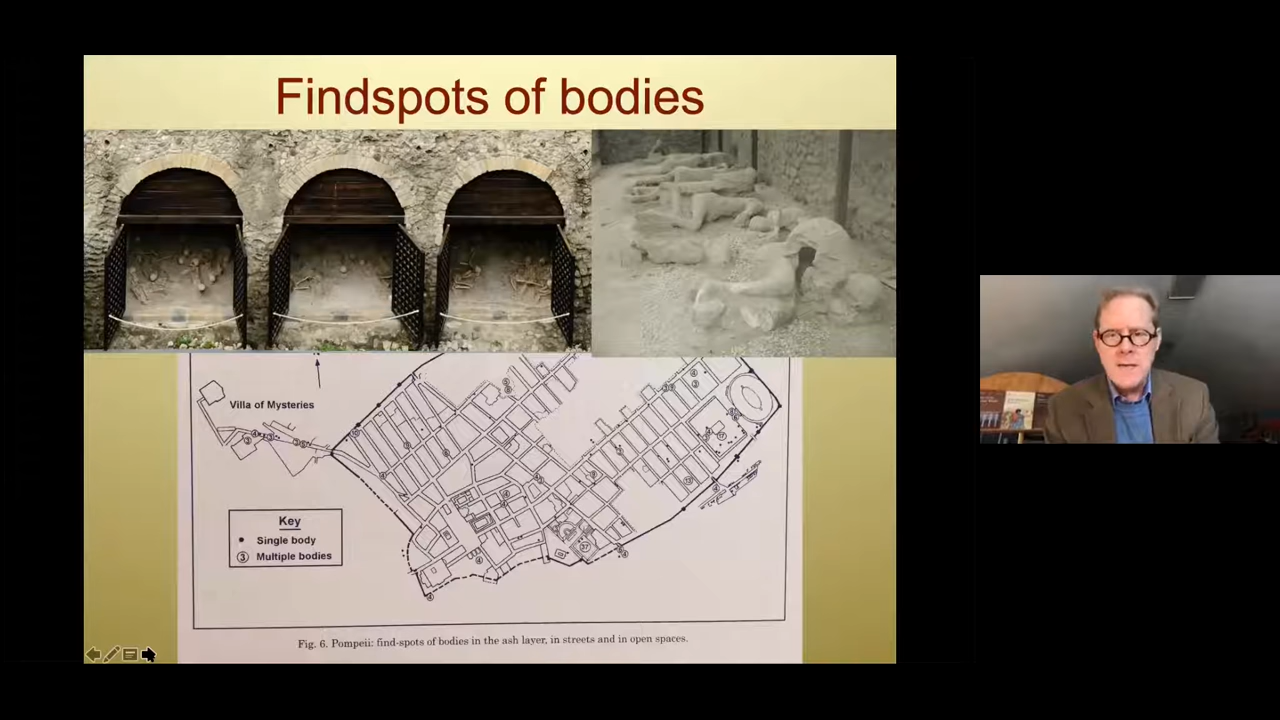 Findspots of bodies
Villa of Mysteries
Key
Single body
3 Multiple bodies
Fig. 6. Pompeii: find-spots of bodies in the ash layer, in streets and in open spaces.